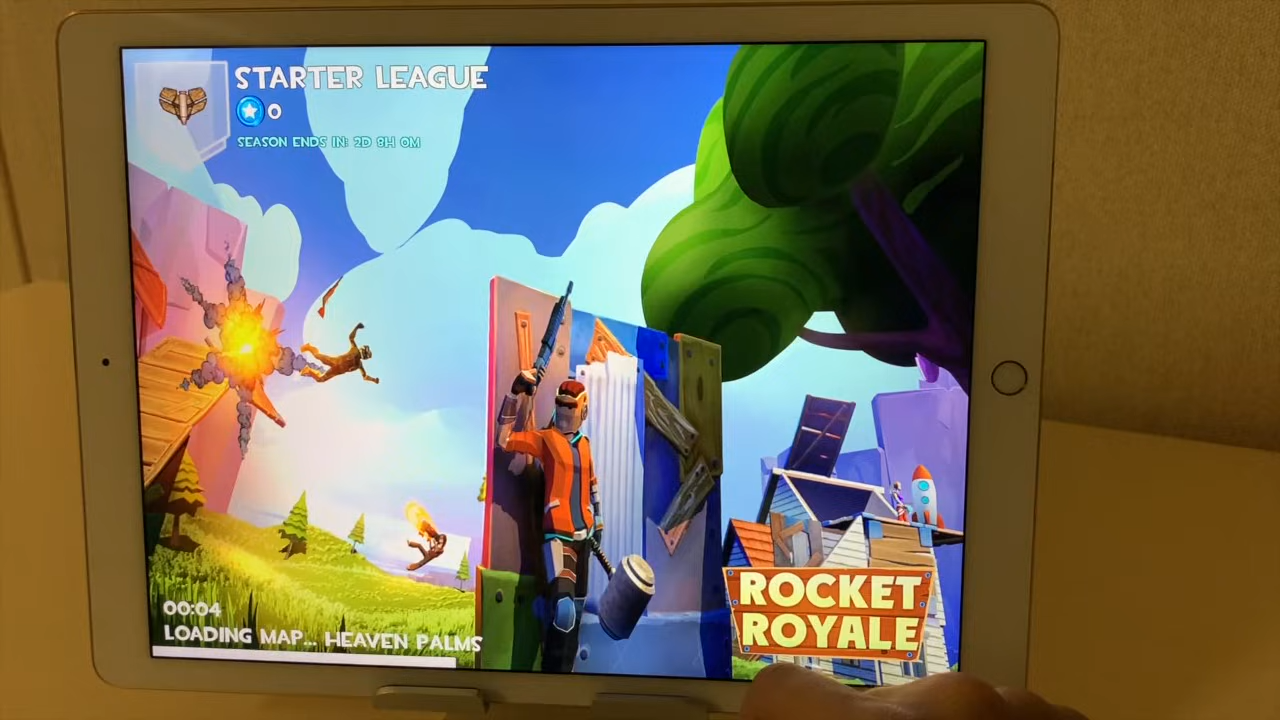 STARTER LEAGUE
0
SEASON ENDS IN: 2D 8H 0M
00:04
LOADING MAP... HEAVEN PALMS
ROCKET
ROYALE